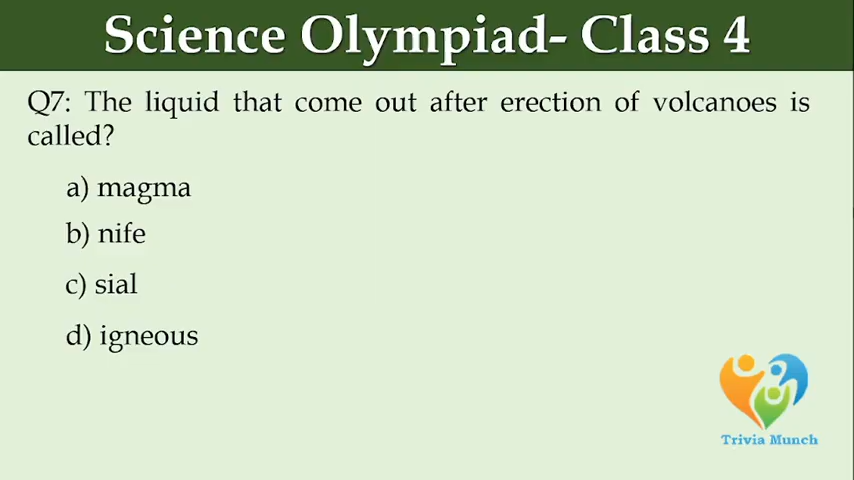 Science Olympiad- Class 4
Q7: The liquid that come out after erection of volcanoes is
called?
a) magma
b) nife
c) sial
d) igneous
Trivia Munch